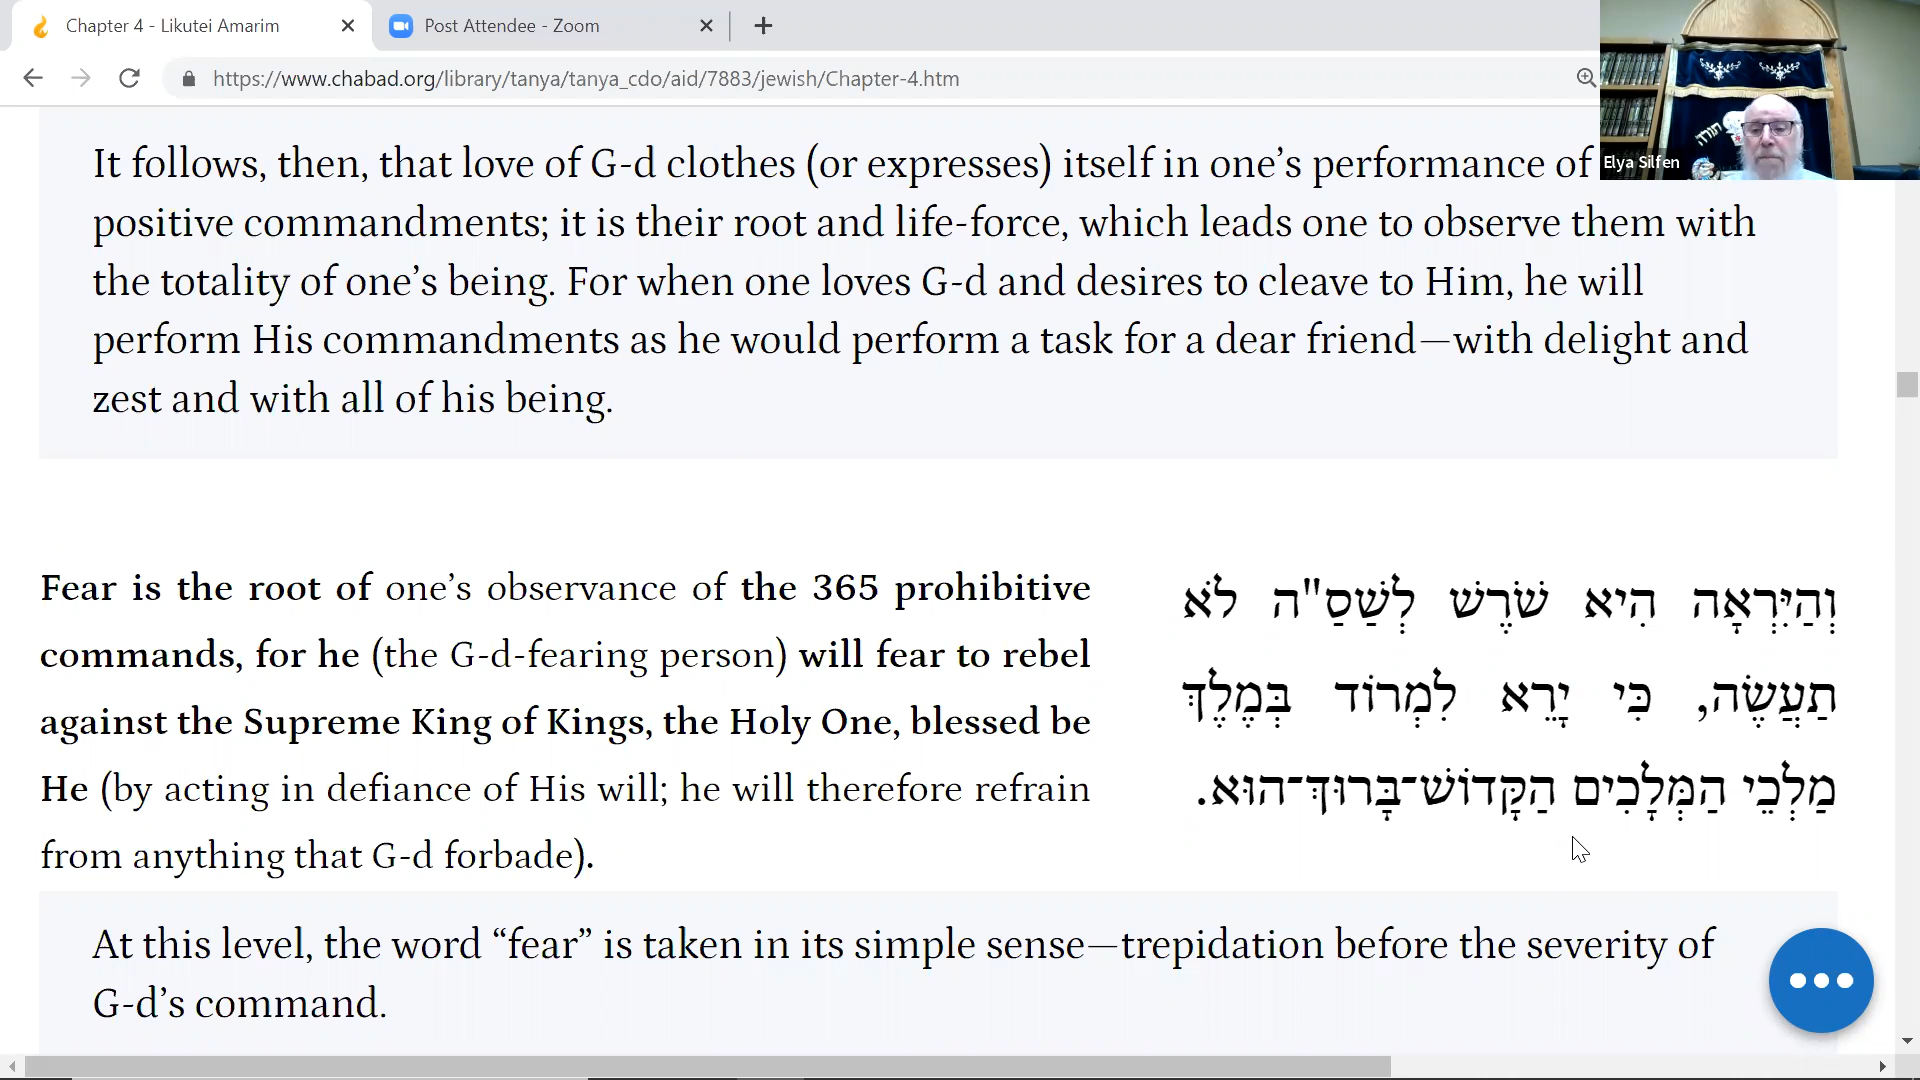 Chapter 4 - Likutei Amarim
Post Attendee - Zoom
https://www.chabad.org/library/tanya/tanya_cdo/aid/7883/jewish/Chapter-4.htm
Elya Silfen
תורה
It follows, then, that love of G-d clothes (or expresses) itself in one’s performance of
positive commandments; it is their root and life-force, which leads one to observe them with
the totality of one’s being. For when one loves G-d and desires to cleave to Him, he will
perform His commandments as he would perform a task for a dear friend—with delight and
zest and with all of his being.
Fear is the root of one’s observance of the 365 prohibitive
commands, for he (the G-d-fearing person) will fear to rebel
against the Supreme King of Kings, the Holy One, blessed be
He (by acting in defiance of His will; he will therefore refrain
from anything that G-d forbade).
וְהַיִּרְאָה הִיא שֹׁרֶשׁ לְשַׁסַ"ה לֹא
תַעֲשֶׂה, כִּי יָרֵא לִמְרוֹד בְּמֶלֶךְ
מַלְכֵי הַמְּלָכִים הַקָּדוֹשׁ־בָּרוּךְ־הוּא.
At this level, the word “fear” is taken in its simple sense—trepidation before the severity of
G-d’s command.